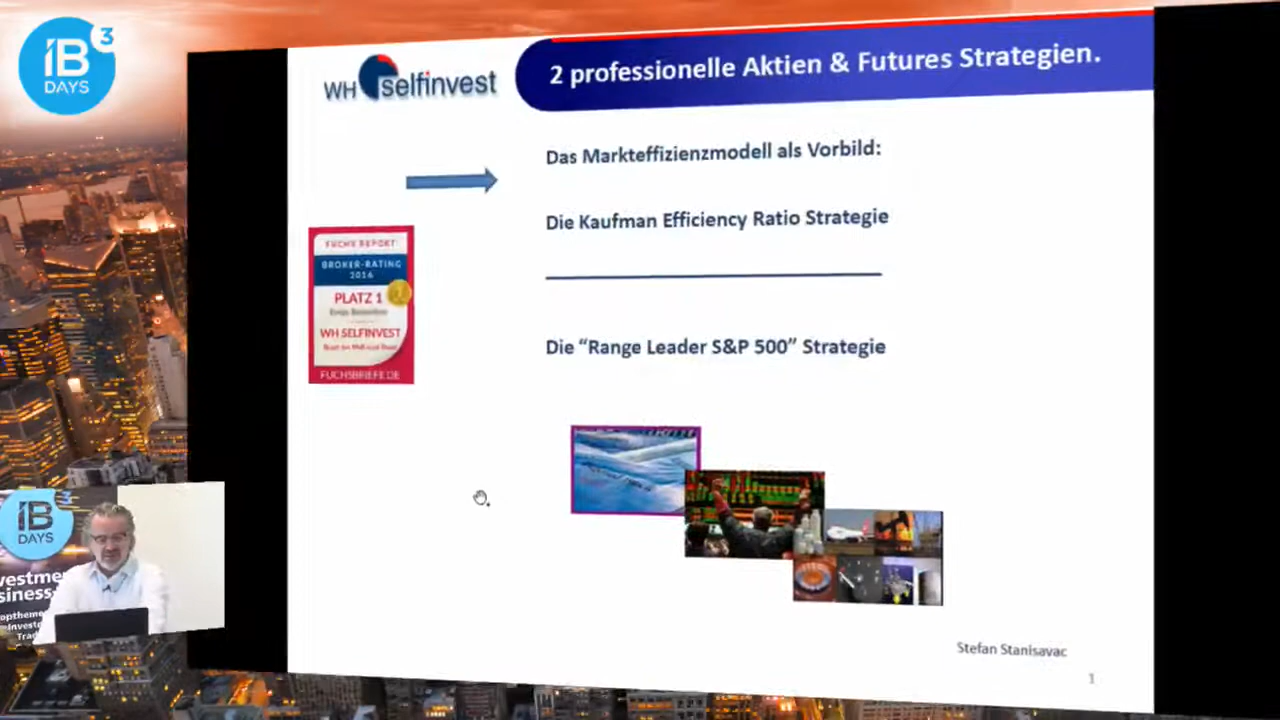 IB
3
DAYS
WH selfinvest
2 professionelle Aktien & Futures Strategien.
Das Markteffizienzmodell als Vorbild:
Die Kaufman Efficiency Ratio Strategie
FUCHS REPORT
BROKER-RATING
2016
PLATZ 1
WH SELFINVEST
FUCHSBRIEFE.DE
Die “Range Leader S&P 500” Strategie
IB
3
DAYS
Stefan Stanisavac
1